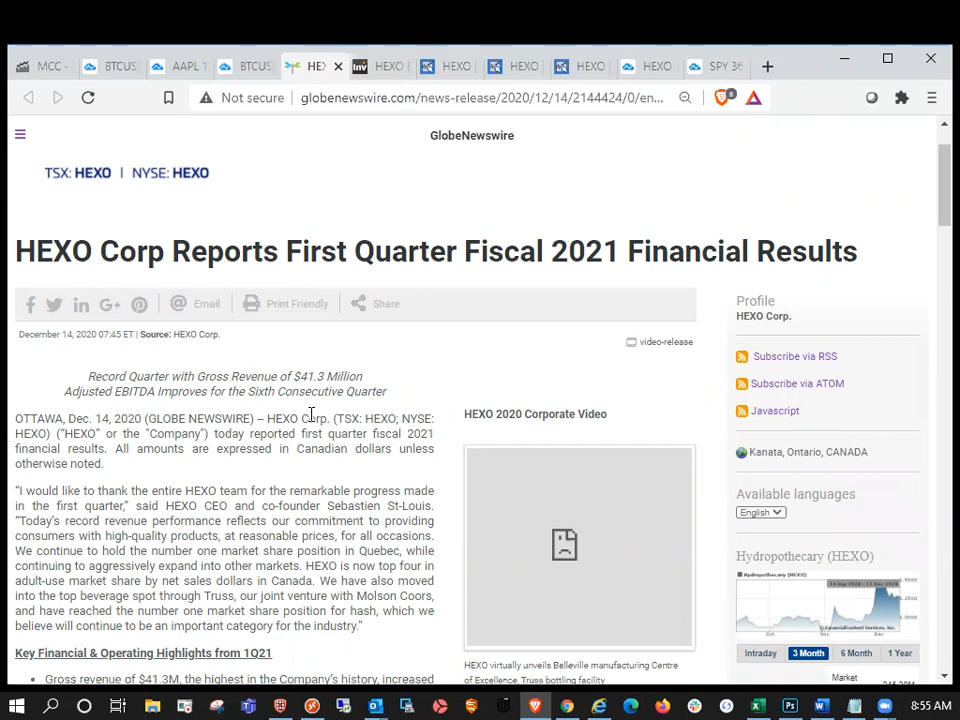 MCC -
BTCUS
AAPL 1
BTCUS
HEX
HEXO
HEXO
HEXO
HEXO
HEXO
SPY 36
Not secure
globenewswire.com/news-release/2020/12/14/2144424/0/en...
8
GlobeNewswire
TSX: HEXO | NYSE: HEXO
HEXO Corp Reports First Quarter Fiscal 2021 Financial Results
Email
Print Friendly
Share
December 14, 2020 07:45 ET | Source: HEXO Corp.
video-release
Record Quarter with Gross Revenue of $41.3 Million
Adjusted EBITDA Improves for the Sixth Consecutive Quarter
OTTAWA, Dec. 14, 2020 (GLOBE NEWSWIRE) -- HEXO Corp. (TSX: HEXO; NYSE:
HEXO) (“HEXO” or the “Company”) today reported first quarter fiscal 2021
financial results. All amounts are expressed in Canadian dollars unless
otherwise noted.
“I would like to thank the entire HEXO team for the remarkable progress made
in the first quarter,” said HEXO CEO and co-founder Sebastien St-Louis.
“Today’s record revenue performance reflects our commitment to providing
consumers with high-quality products, at reasonable prices, for all occasions.
We continue to hold the number one market share position in Quebec, while
continuing to aggressively expand into other markets. HEXO is now top four in
adult-use market share by net sales dollars in Canada. We have also moved
into the top beverage spot through Truss, our joint venture with Molson Coors,
and have reached the number one market share position for hash, which we
believe will continue to be an important category for the industry.”
Key Financial & Operating Highlights from 1Q21
Gross revenue of $41.3M, the highest in the Company's history, increased
HEXO 2020 Corporate Video
HEXO virtually unveils Belleville manufacturing Centre
of Excellence, Truss bottling facility
Profile
HEXO Corp.
Subscribe via RSS
Subscribe via ATOM
Javascript
Kanata, Ontario, CANADA
Available languages
English
Hydropothecary (HEXO)
Hydropothecary (HEXO)
Oct
Nov
Dec
Intraday
3 Month
6 Month
1 Year
Market
8:55 AM